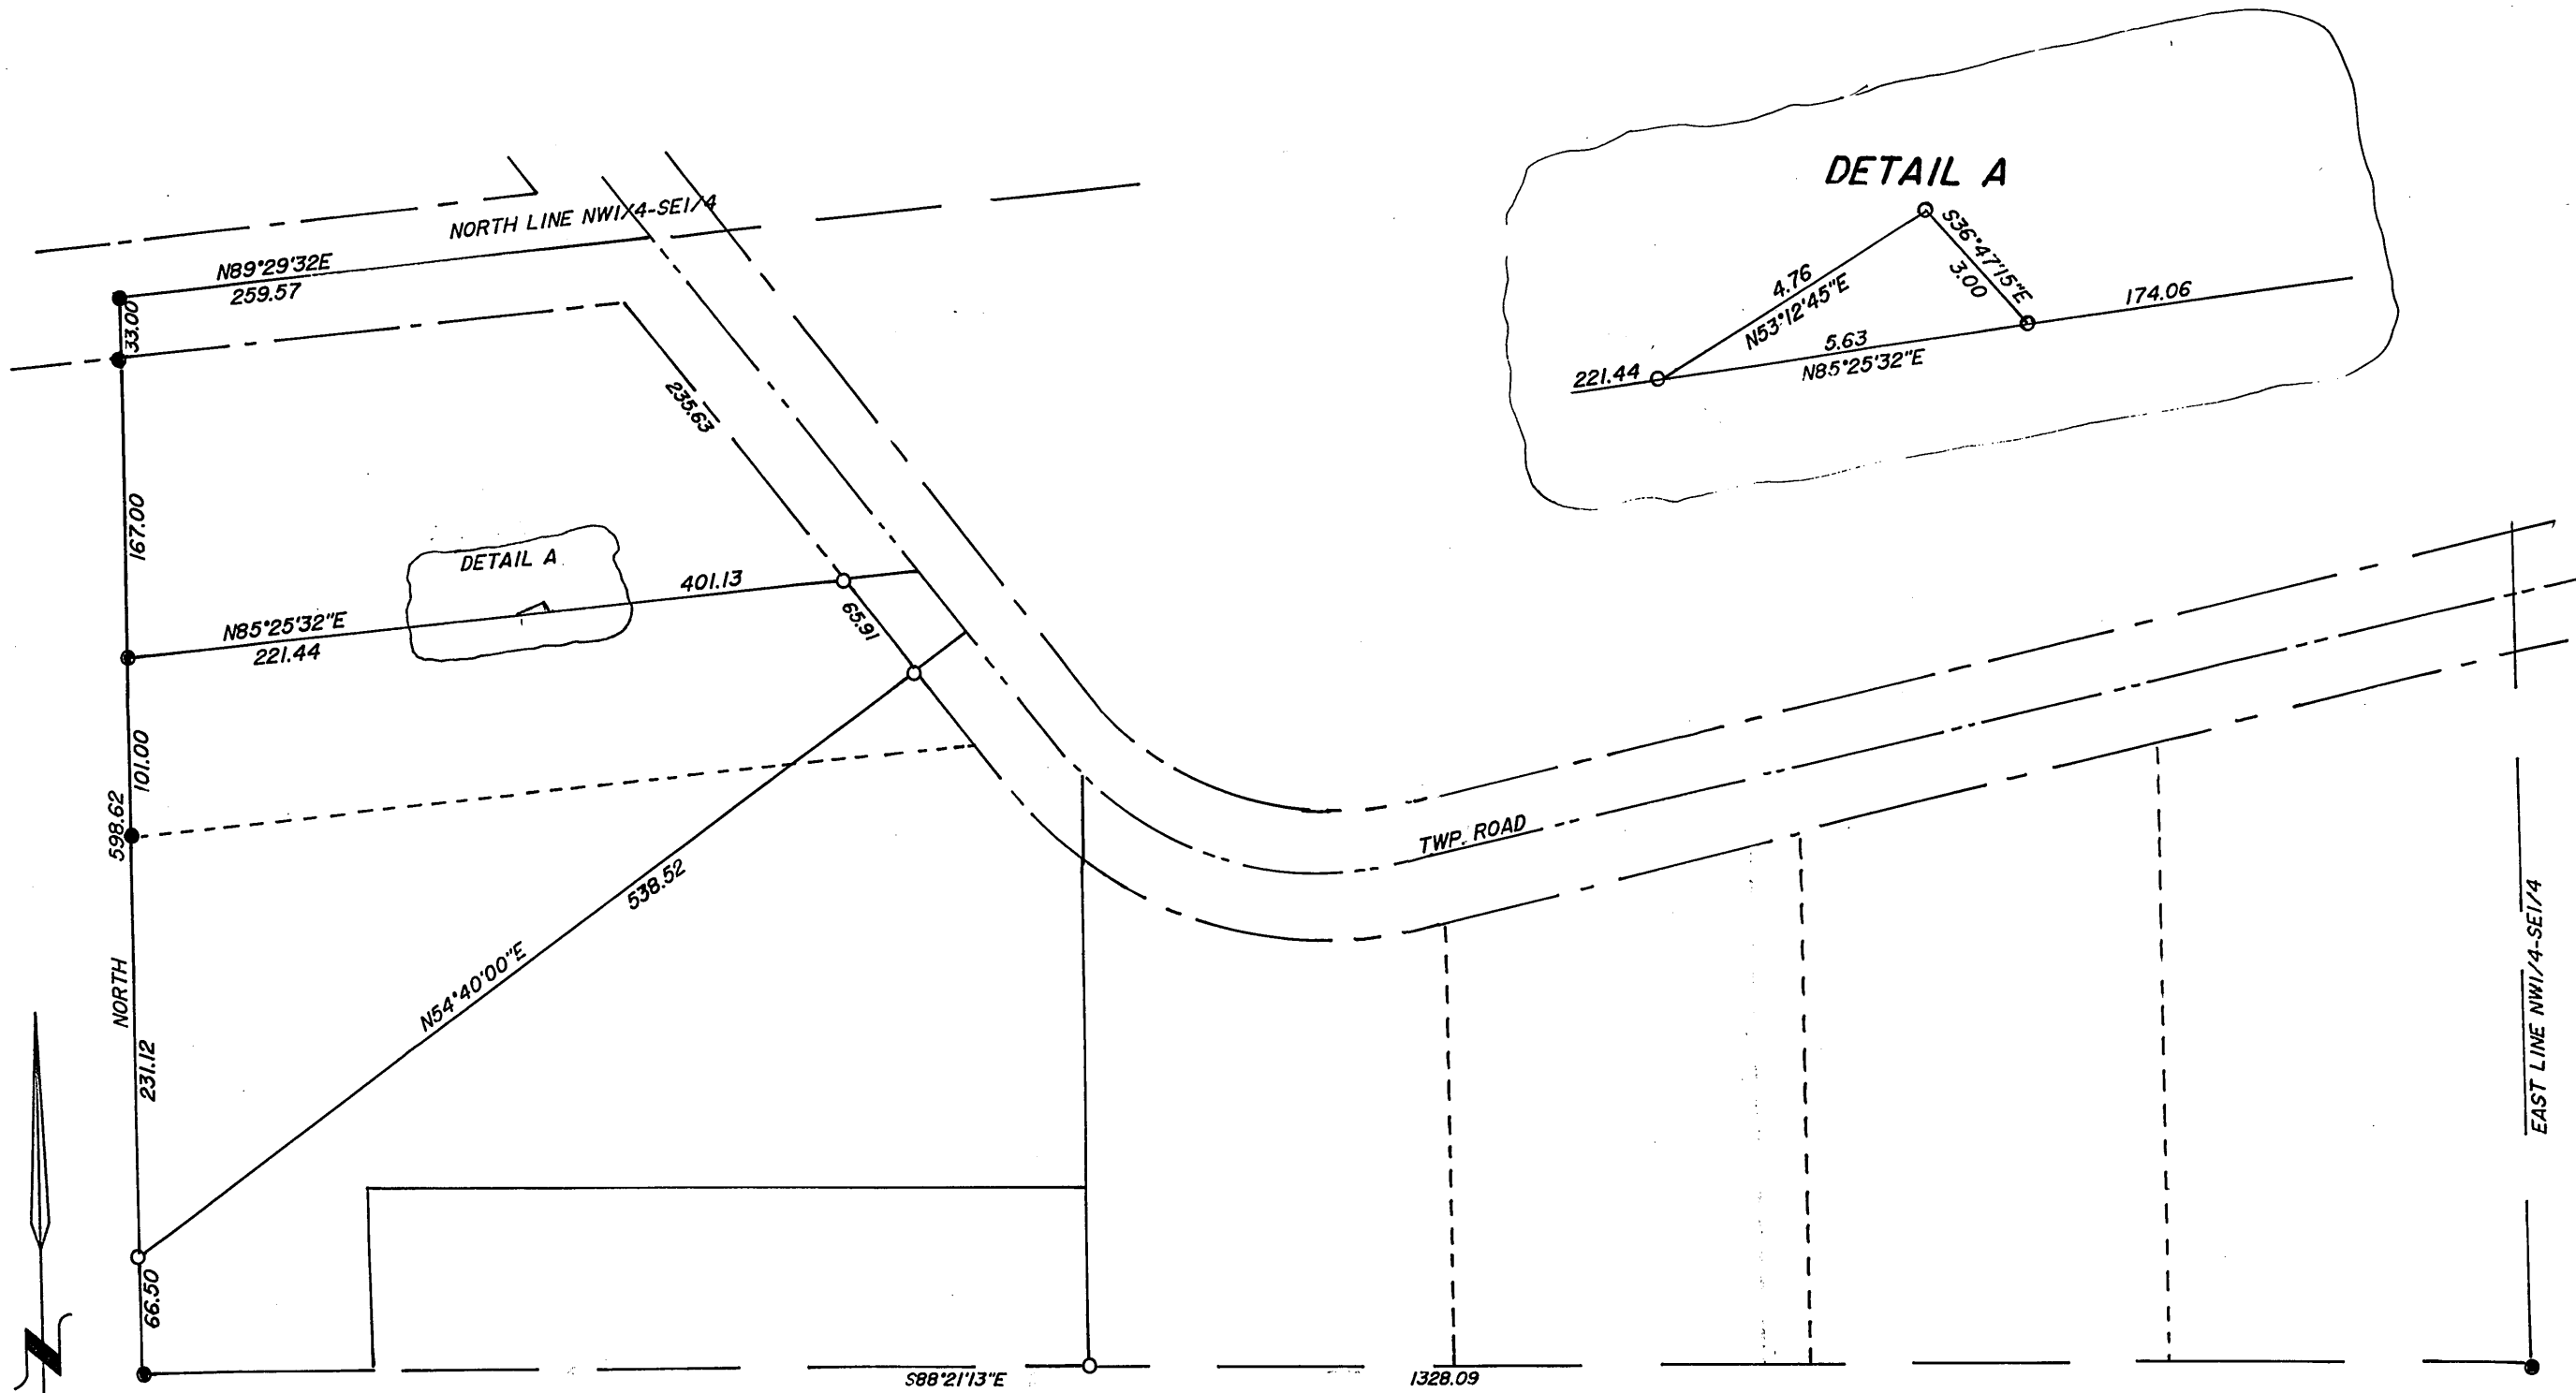 DETAIL A
S36°47'15"E
3.00
4.76
N53°12'45"E
174.06
5.63
221.44
N85°25'32"E
NORTH LINE NW1/4-SE1/4
N89°29'32E
259.57
33.00
235.63
167.00
DETAIL A
401.13
N85°25'32"E
221.44
65.91
101.00
598.62
TWP. ROAD
538.52
N54°40'00"E
NORTH
231.12
EAST LINE NW1/4-SE1/4
66.50
N
S88°21'13"E
1328.09